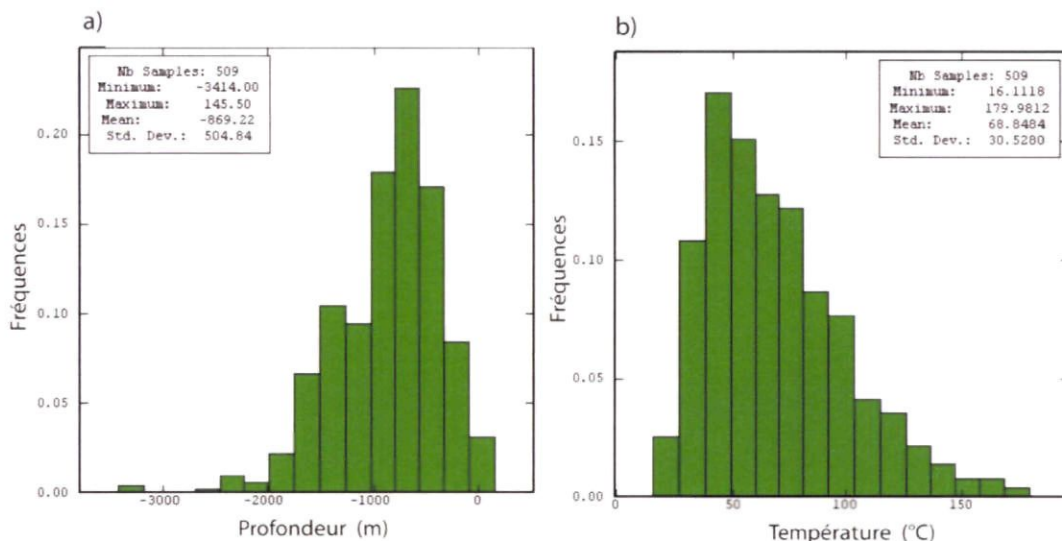 a)
Nb Samples: 509
Minimum: -3414.00
Maximum: 145.50
Mean: -869.22
Std. Dev.: 504.84
0.20
0.15
0.10
0.05
0.00
Fréquences
-3000
-2000
-1000
0
Profondeur (m)
b)
Nb Samples: 509
Minimum: 16.1118
Maximum: 179.9812
Mean: 68.8484
Std. Dev.: 30.5280
0.15
0.10
0.05
0.00
Fréquences
0
50
100
150
Température (°C)